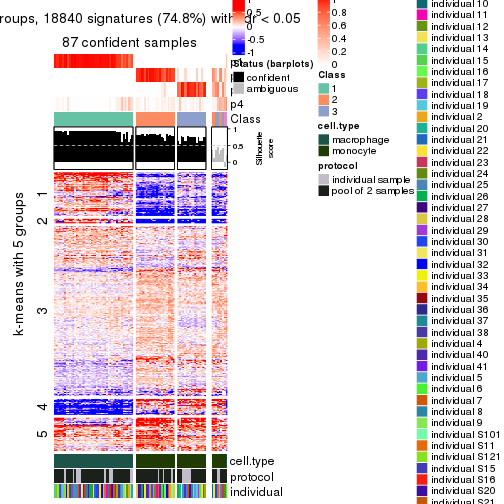 roups, 18840 signatures (74.8%) with fdr < 0.05
87 confident samples
p4
Class
1
0.5
0
Silhouette
score
k-means with 5 groups
1
2
3
4
5
cell.type
protocol
individual
1
0.5
0
-0.5
-1
Status (barplots)
confident
ambiguous
0.8
0.6
0.4
0.2
0
Class
1
2
3
cell.type
macrophage
monocyte
protocol
individual sample
pool of 2 samples
individual 10
individual 11
individual 12
individual 13
individual 14
individual 15
individual 16
individual 17
individual 18
individual 19
individual 2
individual 20
individual 21
individual 22
individual 23
individual 24
individual 25
individual 26
individual 27
individual 28
individual 29
individual 30
individual 31
individual 32
individual 33
individual 34
individual 35
individual 36
individual 37
individual 38
individual 4
individual 40
individual 41
individual 5
individual 6
individual 7
individual 8
individual 9
individual S101
individual S11
individual S121
individual S15
individual S16
individual S20
individual S21